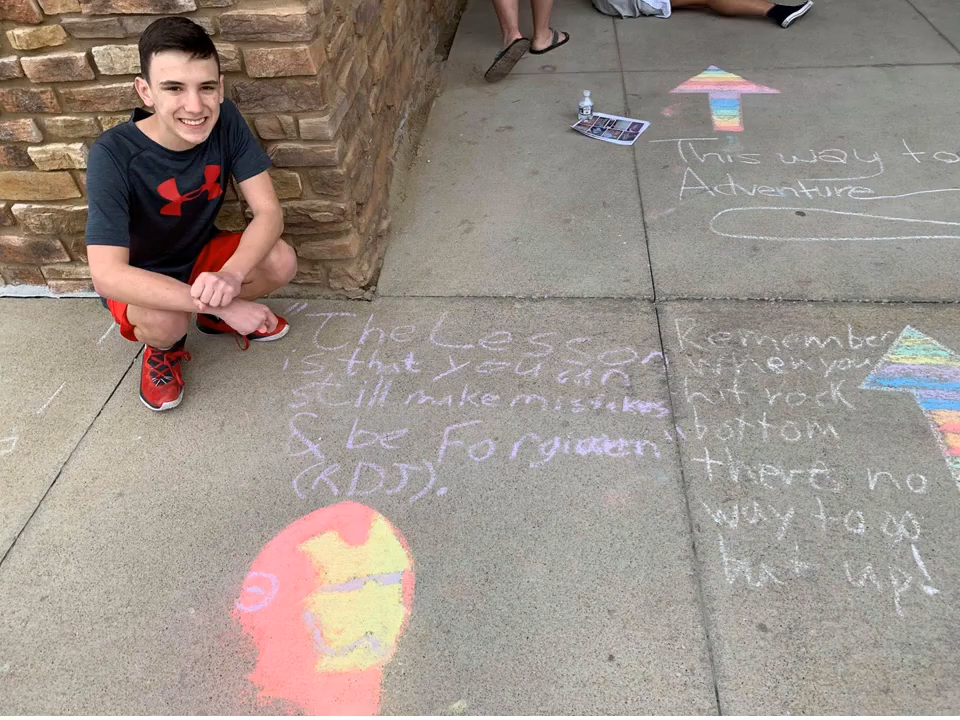 This way to
Adventure
"The Lesson
is that you can
still make mistakes
& be Forgiven"
(RDJ).
Remember
when you
hit rock
bottom
there no
way to go
but up!